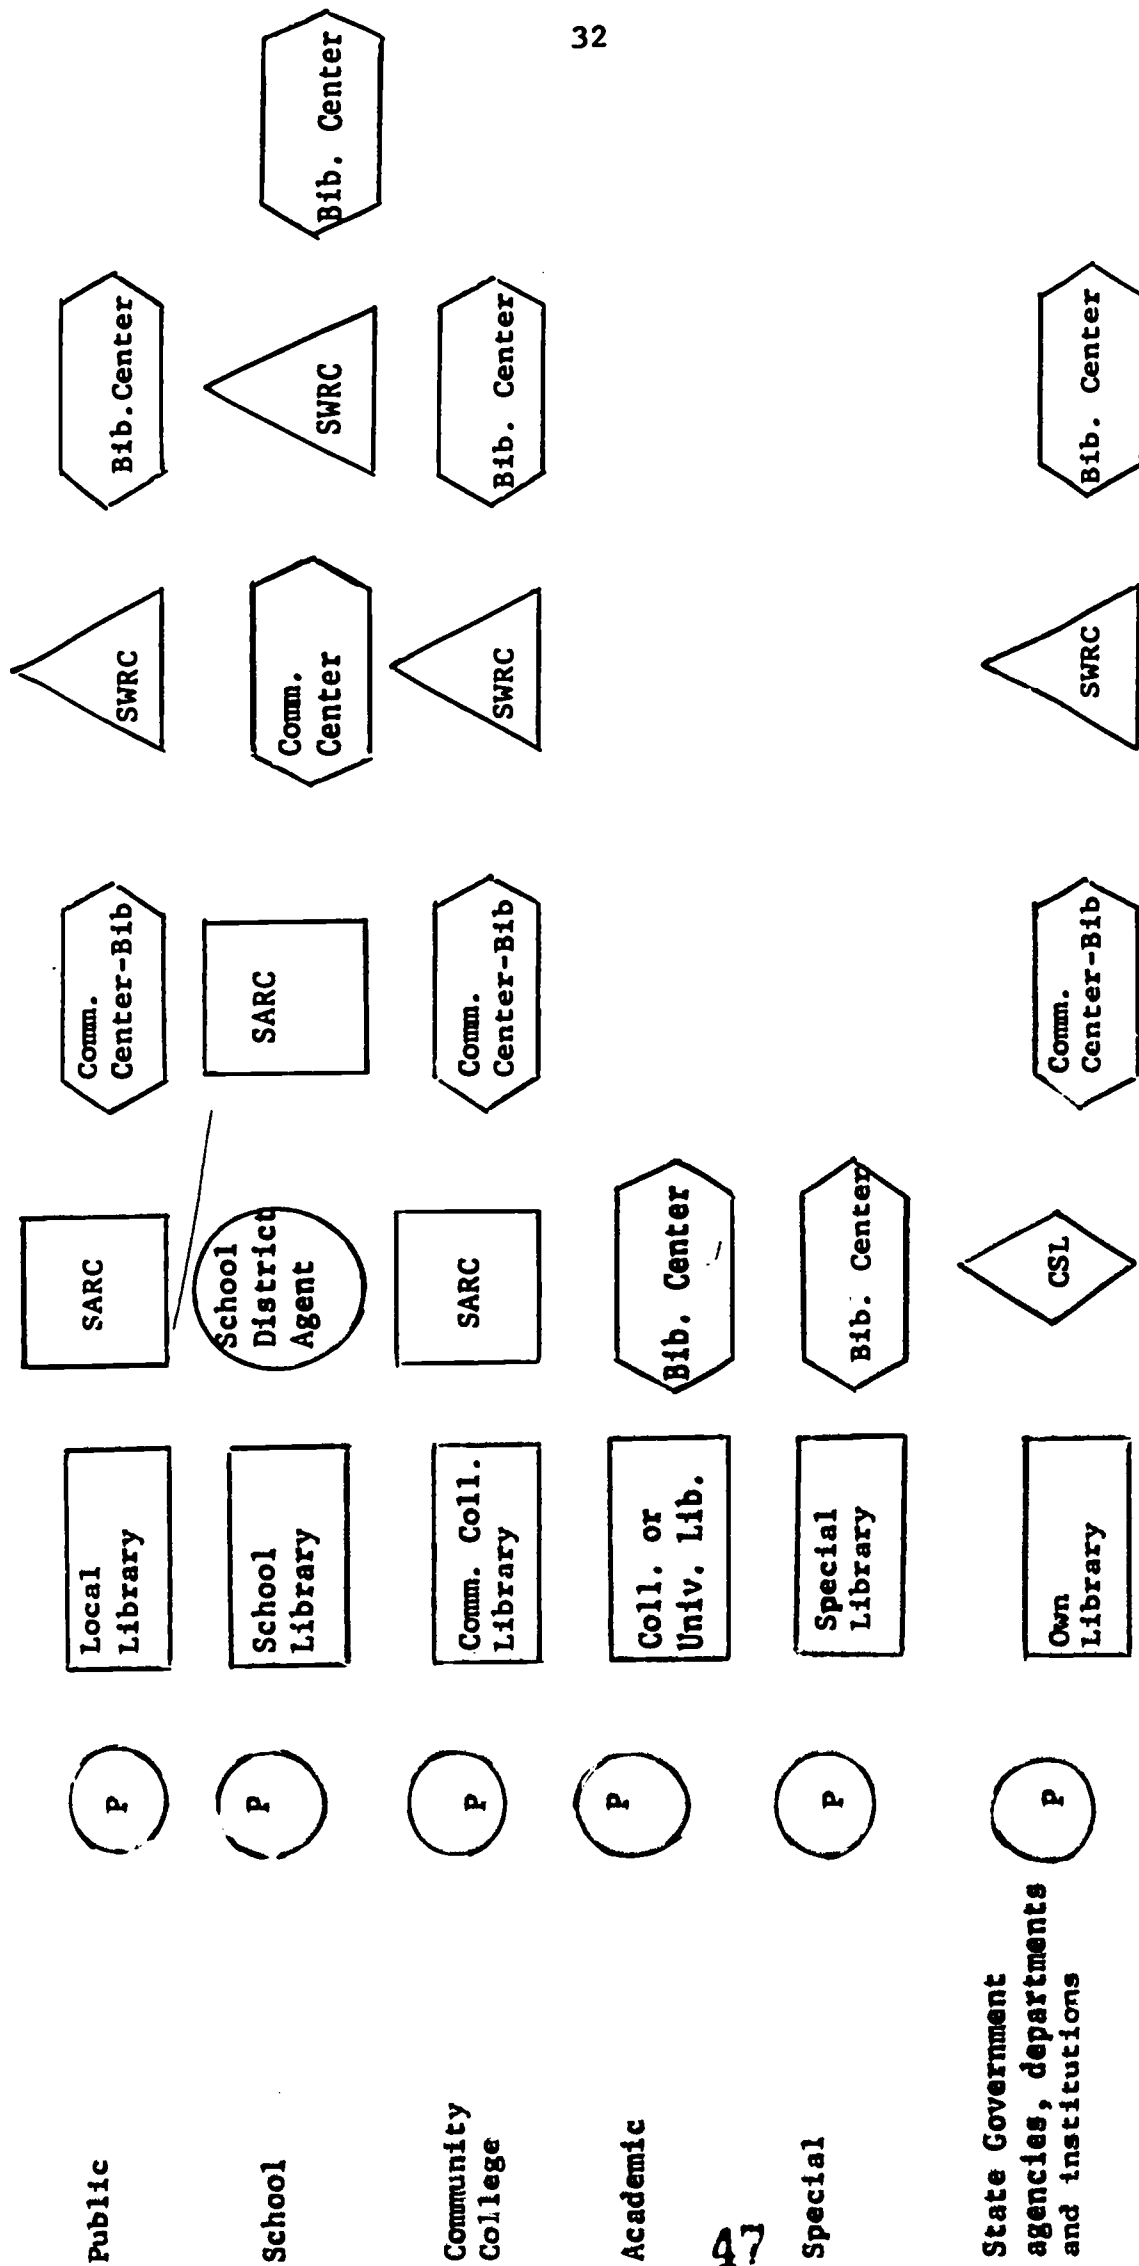 32
Public
P
Local
Library
SARC
Comm.
Center-Bib
SWRC
Bib.Center
School
P
School
Library
School
District
Agent
SARC
Comm.
Center
SWRC
Bib. Center
Community
College
P
Comm. Coll.
Library
SARC
Comm.
Center-Bib
SWRC
Bib. Center
Academic
P
Coll. or
Univ. Lib.
Bib. Center
Special
P
Special
Library
Bib. Center
State Government
agencies, departments
and institutions
P
Own
Library
CSL
Comm.
Center-Bib
SWRC
Bib. Center
47